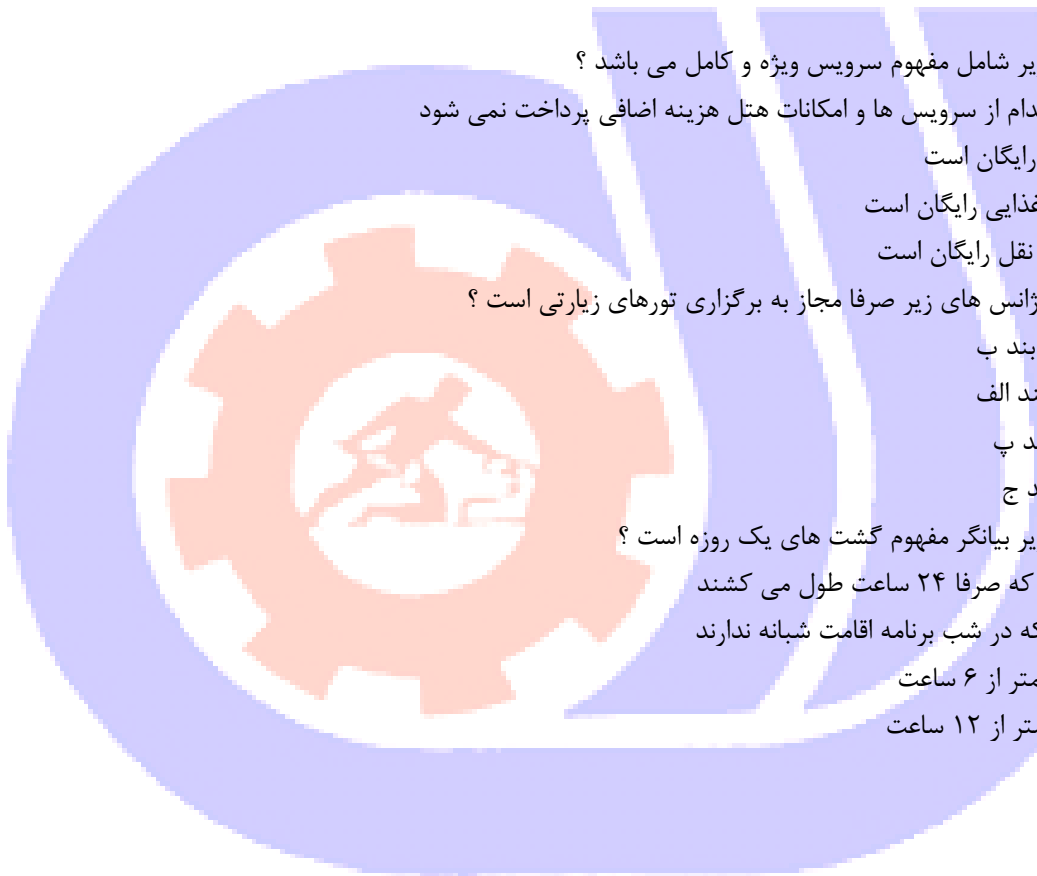 یر شامل مفهوم سرویس ویژه و کامل می باشد ؟
دام از سرویس ها و امکانات هتل هزینه اضافی پرداخت نمی شود
رایگان است
غذایی رایگان است
نقل رایگان است
ژانس های زیر صرفا مجاز به برگزاری تورهای زیارتی است ؟
بند ب
ند الف
د پ
د ج
یر بیانگر مفهوم گشت های یک روزه است ؟
که صرفا ۲۴ ساعت طول می کشند
که در شب برنامه اقامت شبانه ندارند
متر از ۶ ساعت
متر از ۱۲ ساعت